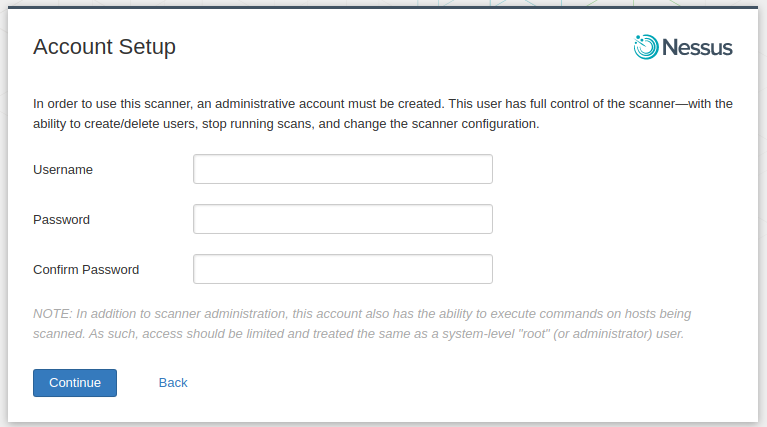 Account Setup
Nessus
In order to use this scanner, an administrative account must be created. This user has full control of the scanner—with the
ability to create/delete users, stop running scans, and change the scanner configuration.
Username
Password
Confirm Password
NOTE: In addition to scanner administration, this account also has the ability to execute commands on hosts being
scanned. As such, access should be limited and treated the same as a system-level "root" (or administrator) user.
Continue
Back